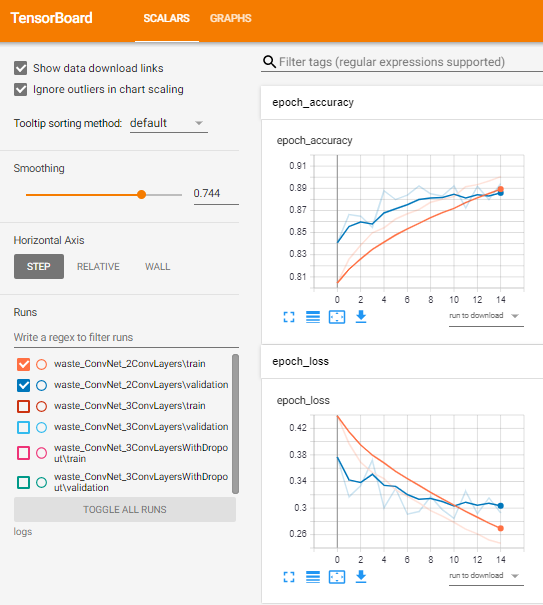 TensorBoard
SCALARS
GRAPHS
Show data download links
Ignore outliers in chart scaling
Tooltip sorting method: default
Smoothing
0.744
Horizontal Axis
STEP
RELATIVE
WALL
Runs
Write a regex to filter runs
waste_ConvNet_2ConvLayers\train
waste_ConvNet_2ConvLayers\validation
waste_ConvNet_3ConvLayers\train
waste_ConvNet_3ConvLayers\validation
waste_ConvNet_3ConvLayersWithDropo
ut\train
waste_ConvNet_3ConvLayersWithDropo
ut\validation
TOGGLE ALL RUNS
logs
Filter tags (regular expressions supported)
epoch_accuracy
epoch_accuracy
0.91
0.89
0.87
0.85
0.83
0.81
0 2 4 6 8 10 12 14
run to download
epoch_loss
epoch_loss
0.42
0.38
0.34
0.3
0.26
0 2 4 6 8 10 12 14
run to download